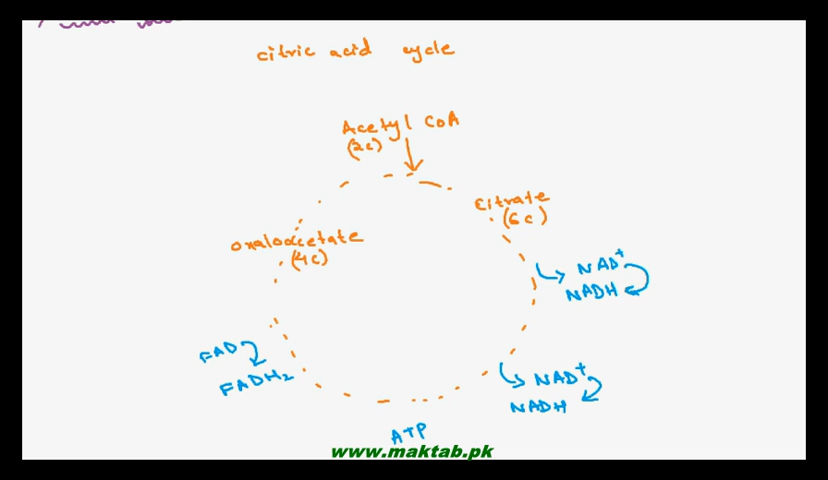 citric acid cycle
Acetyl CoA
(2c)
Citrate
(6c)
Oxaloacetate
(4c)
NAD+
NADH
FAD
FADH2
NAD+
NADH
ATP
www.maktab.pk